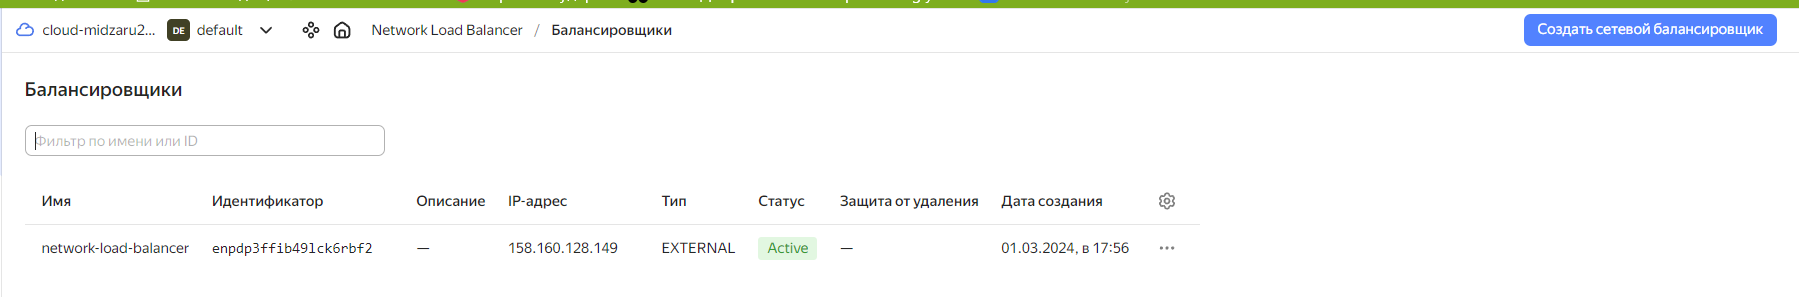 cloud-midzaru2... DE default Network Load Balancer / Балансировщики Создать сетевой балансировщик
Балансировщики
Фильтр по имени или ID
Имя Идентификатор Описание IP-адрес Тип Статус Защита от удаления Дата создания
network-load-balancer enpdp3ffib49lck6rbf2 — 158.160.128.149 EXTERNAL Active — 01.03.2024, в 17:56